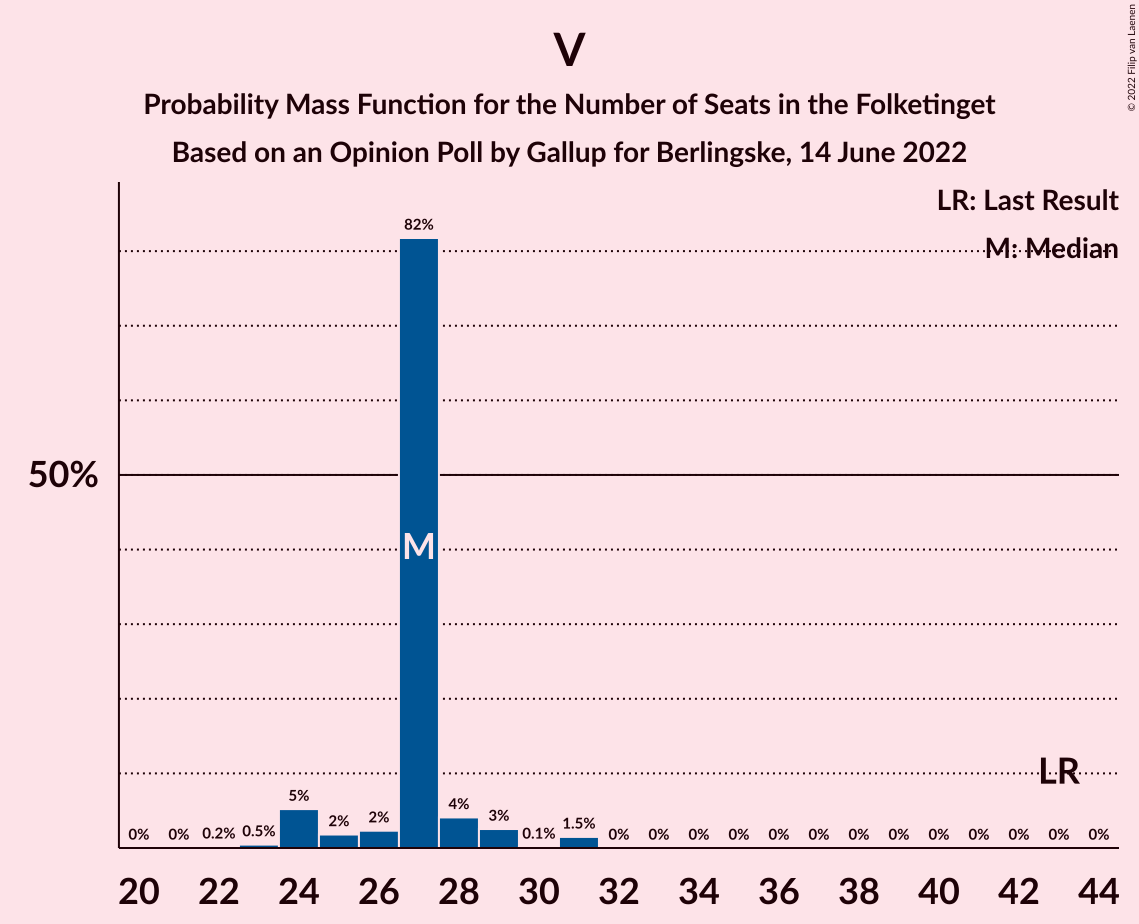 V
Probability Mass Function for the Number of Seats in the Folketinget
Based on an Opinion Poll by Gallup for Berlingske, 14 June 2022
© 2022 Filip van Laenen
LR: Last Result
M: Median
82%
50%
M
LR
0% 0% 0.2% 0.5% 5% 2% 2% 4% 3% 0.1% 1.5% 0% 0% 0% 0% 0% 0% 0% 0% 0% 0% 0% 0% 0%
20 22 24 26 28 30 32 34 36 38 40 42 44